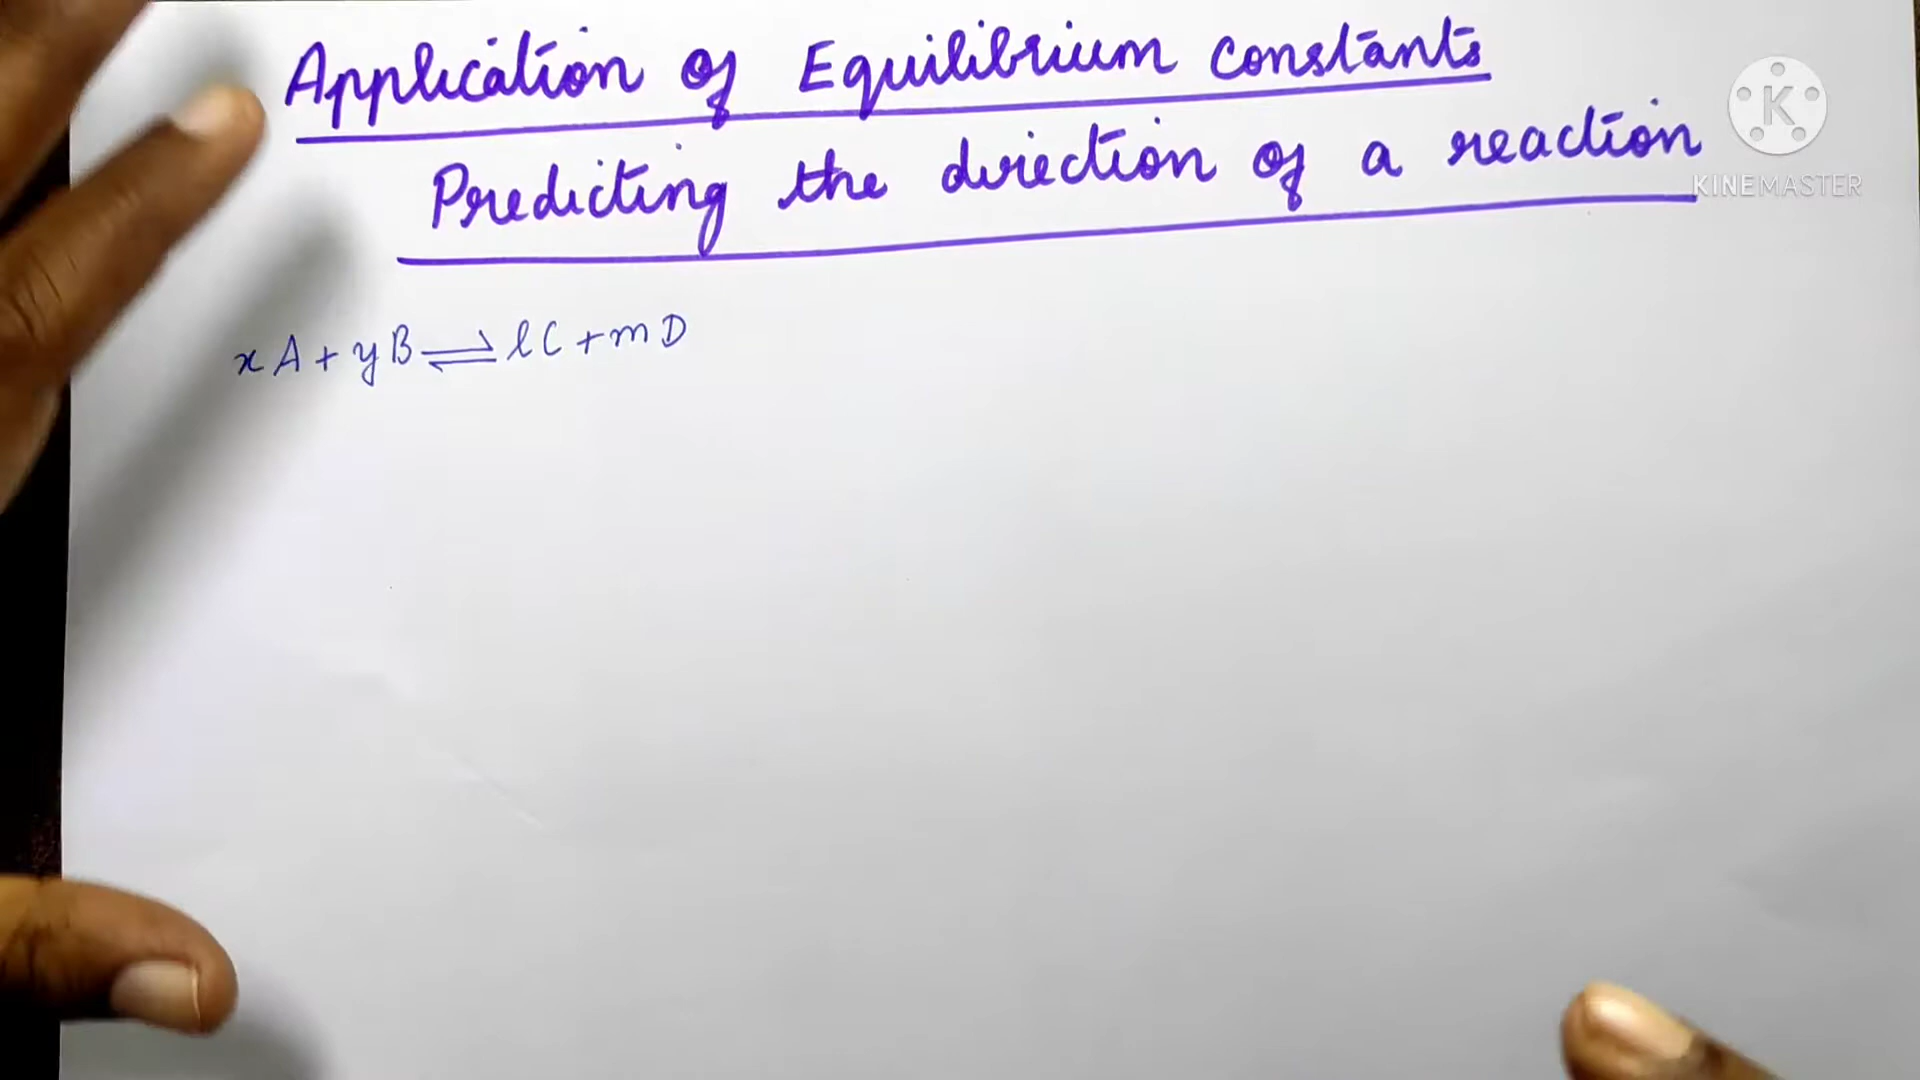 Application of Equilibrium constants
Predicting the direction of a reaction
K
KINEMASTER
xA + yB ⇌ lC + mD